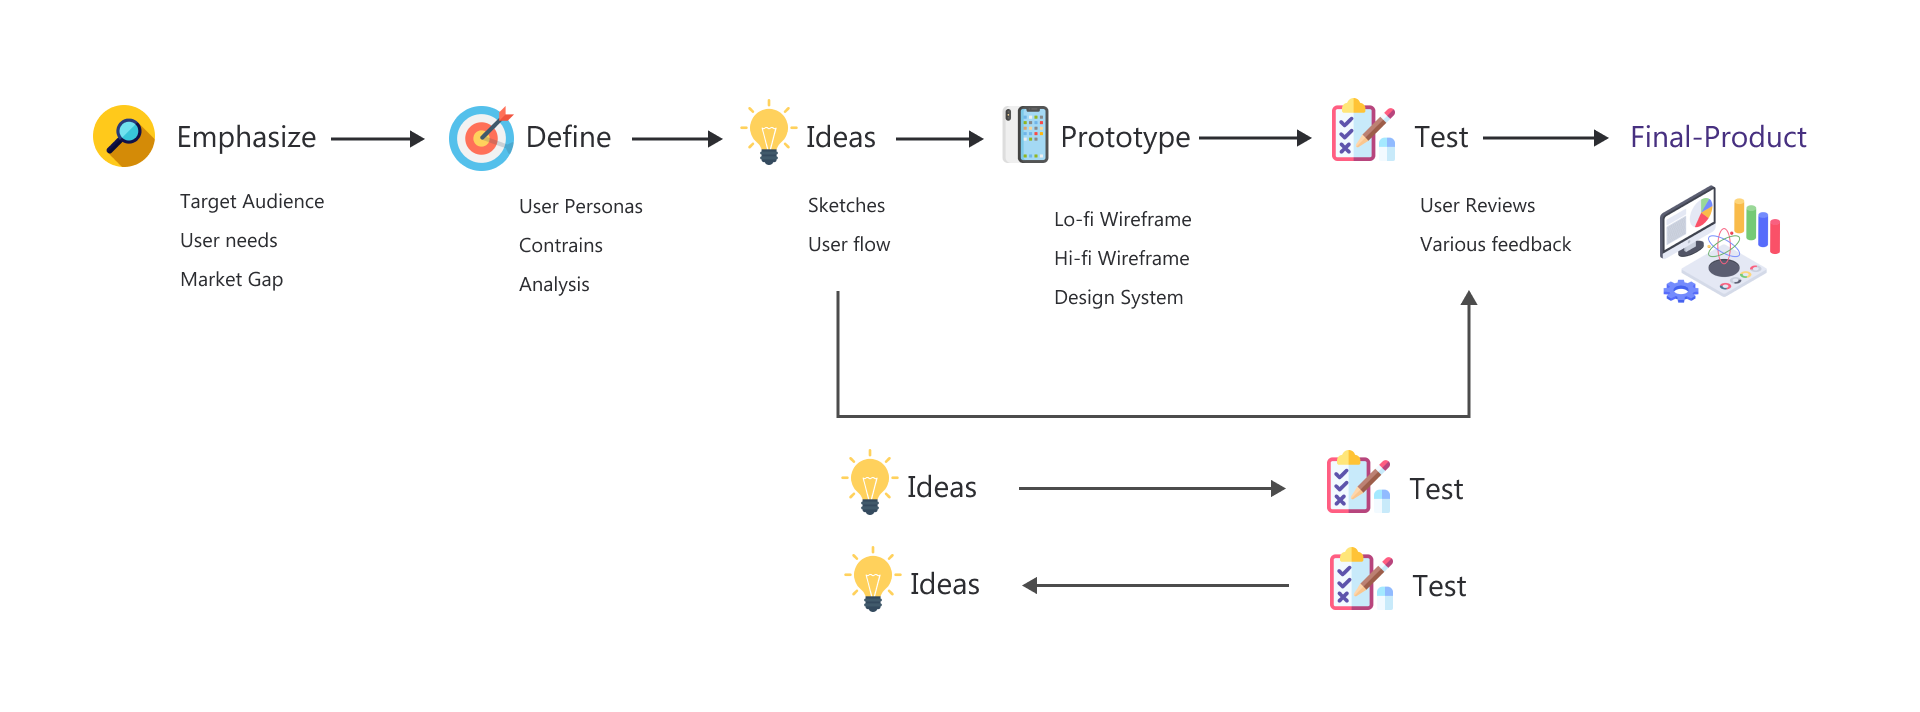 Emphasize
Define
Ideas
Prototype
Test
Final-Product
Target Audience
User needs
Market Gap
User Personas
Contrains
Analysis
Sketches
User flow
Lo-fi Wireframe
Hi-fi Wireframe
Design System
User Reviews
Various feedback
Ideas
Test
Ideas
Test